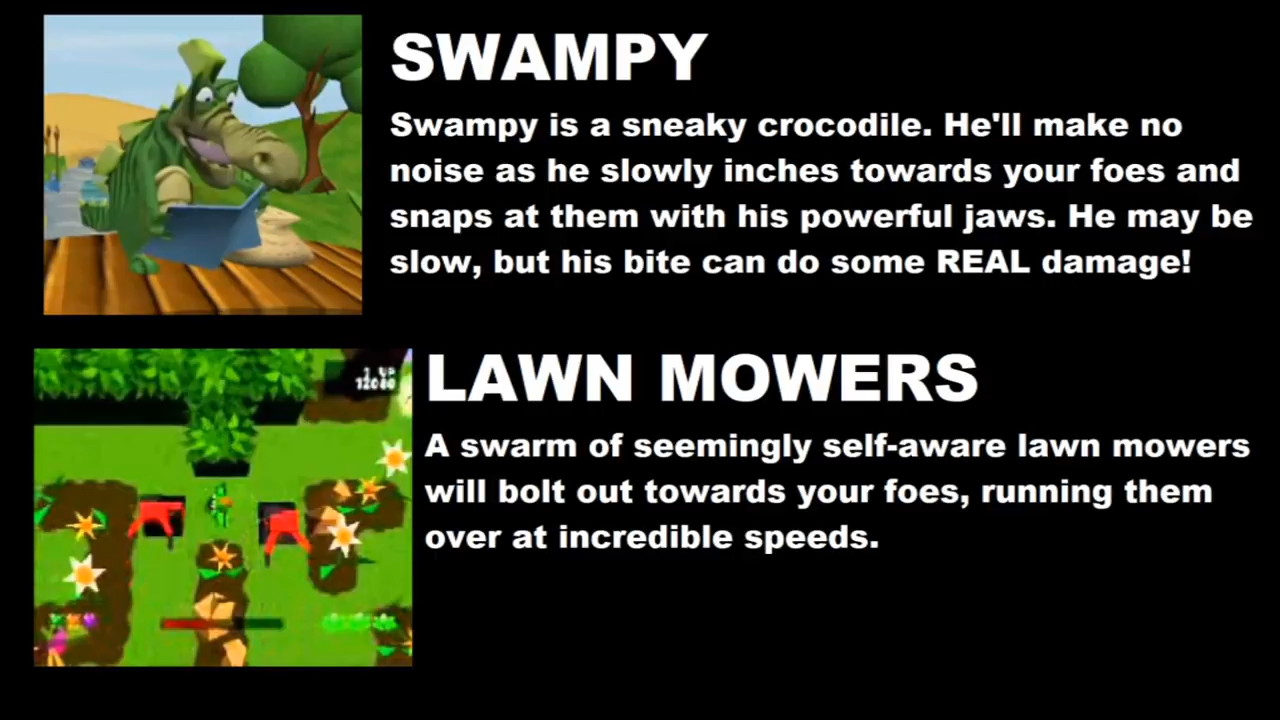 SWAMPY
Swampy is a sneaky crocodile. He'll make no
noise as he slowly inches towards your foes and
snaps at them with his powerful jaws. He may be
slow, but his bite can do some REAL damage!
1 UP
12080
LAWN MOWERS
A swarm of seemingly self-aware lawn mowers
will bolt out towards your foes, running them
over at incredible speeds.